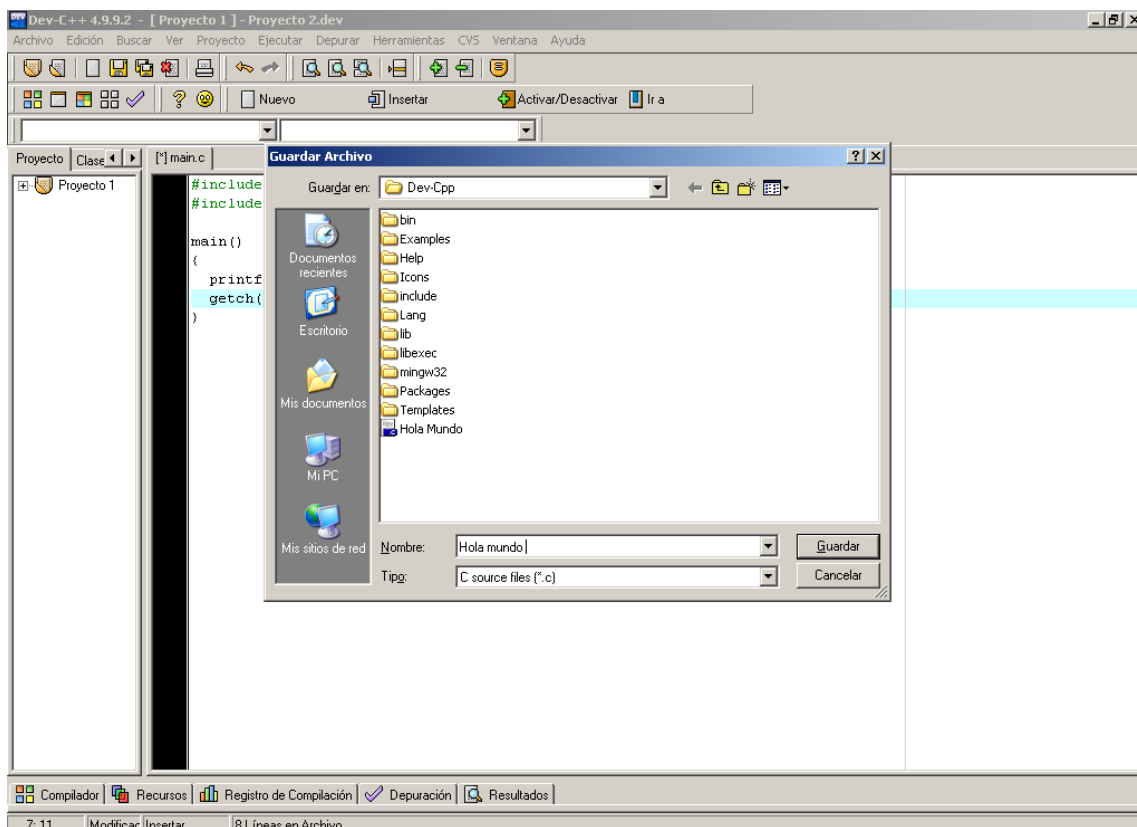 Dev-C++ 4.9.9.2 - [ Proyecto 1 ] - Proyecto 2.dev
Archivo Edición Buscar Ver Proyecto Ejecutar Depurar Herramientas CVS Ventana Ayuda
Nuevo Insertar Activar/Desactivar Ir a
Proyecto Clase [*] main.c
Proyecto 1
#include
#include
main()
{
printf
getch(
}
Guardar Archivo
Guardar en: Dev-Cpp
Documentos recientes
Escritorio
Mis documentos
Mi PC
Mis sitios de red
bin
Examples
Help
Icons
include
Lang
lib
libexec
mingw32
Packages
Templates
Hola Mundo
Nombre: Hola mundo Guardar
Tipo: C source files (*.c) Cancelar
Compilador Recursos Registro de Compilación Depuración Resultados
7: 11 Modificac Insertar 8 Líneas en Archivo